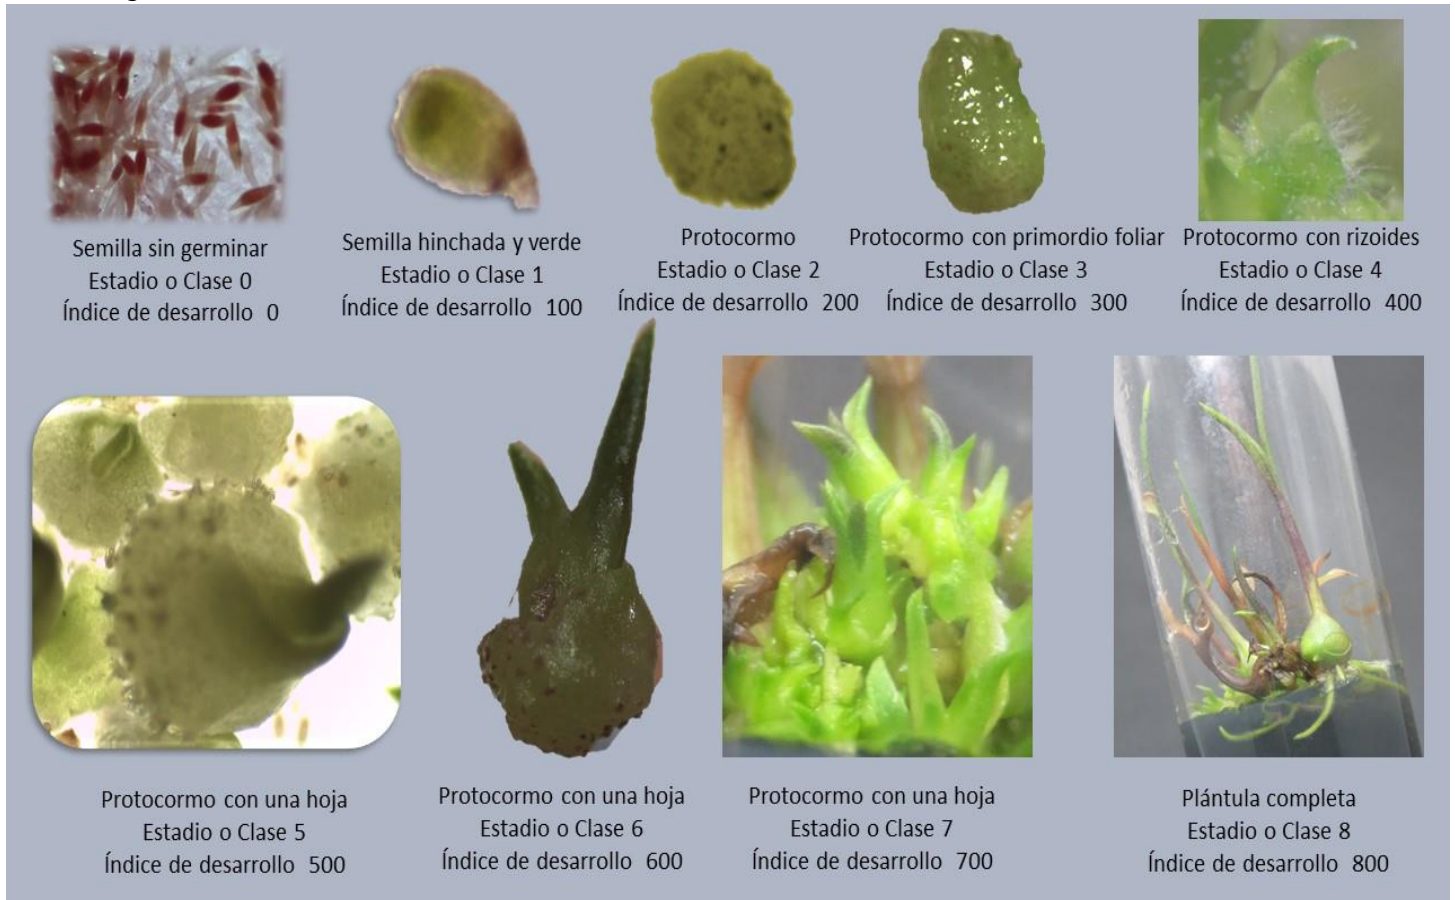 Semilla sin germinar
Estadio o Clase 0
Índice de desarrollo 0
Semilla hinchada y verde
Estadio o Clase 1
Índice de desarrollo 100
Protocormo
Estadio o Clase 2
Índice de desarrollo 200
Protocormo con primordio foliar
Estadio o Clase 3
Índice de desarrollo 300
Protocormo con rizoides
Estadio o Clase 4
Índice de desarrollo 400
Protocormo con una hoja
Estadio o Clase 5
Índice de desarrollo 500
Protocormo con una hoja
Estadio o Clase 6
Índice de desarrollo 600
Protocormo con una hoja
Estadio o Clase 7
Índice de desarrollo 700
Plántula completa
Estadio o Clase 8
Índice de desarrollo 800